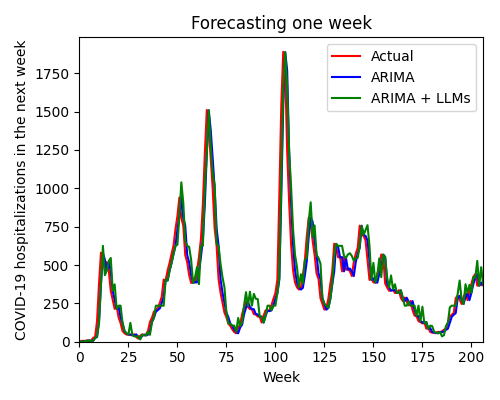 Forecasting one week
COVID-19 hospitalizations in the next week
1750
1500
1250
1000
750
500
250
0
Actual
ARIMA
ARIMA + LLMs
0 25 50 75 100 125 150 175 200
Week